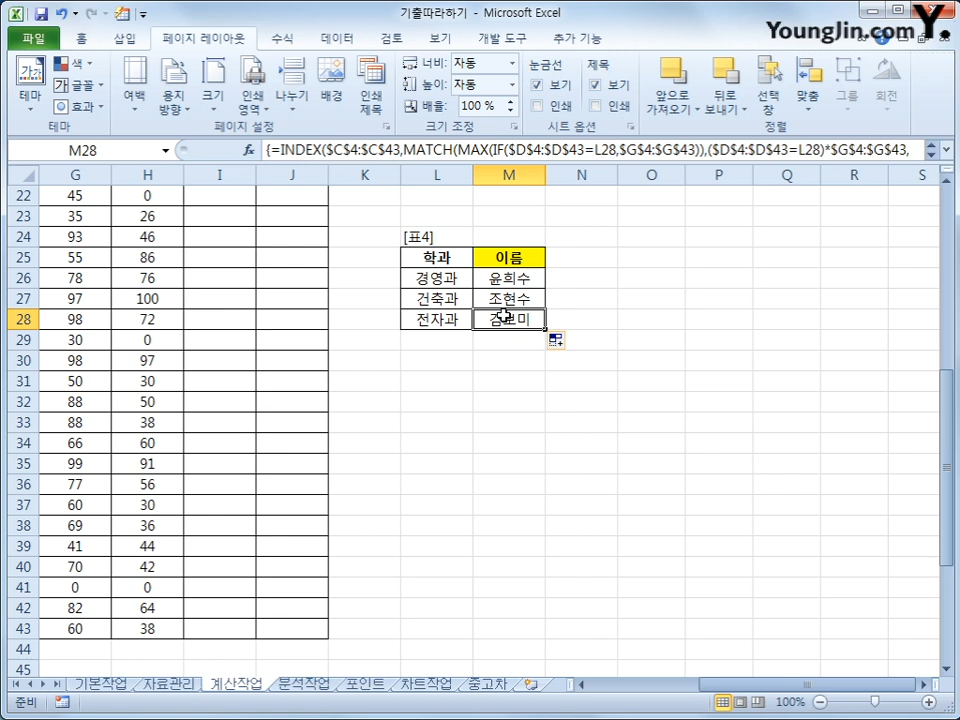 기출따라하기 - Microsoft Excel
Younglin.com Y.
파일 홈 삽입 페이지 레이아웃 수식 데이터 검토 보기 개발 도구 추가 기능
테마 색 글꼴 효과 여백 용지 방향 크기 인쇄 영역 나누기 배경 인쇄 제목 너비: 자동 높이: 자동 배율: 100 % 눈금선 보기 인쇄 제목 보기 인쇄 앞으로 가져오기 뒤로 보내기 선택 창 맞춤 그룹 회전
테마 페이지 설정 크기 조정 시트 옵션 정렬
M28 fx {=INDEX($C$4:$C$43,MATCH(MAX(IF($D$4:$D$43=L28,$G$4:$G$43)),($D$4:$D$43=L28)*$G$4:$G$43,
G H I J K L M N O P Q R S
22 45 0
23 35 26
24 93 46 [표4]
25 55 86 학과 이름
26 78 76 경영과 윤희수
27 97 100 건축과 조현수
28 98 72 전자과
29 30 0
30 98 97
31 50 30
32 88 50
33 88 38
34 66 60
35 99 91
36 77 56
37 60 30
38 69 36
39 41 44
40 70 42
41 0 0
42 82 64
43 60 38
44
45
기본작업 자료관리 계산작업 분석작업 포인트 차트작업 중고차
준비 100%